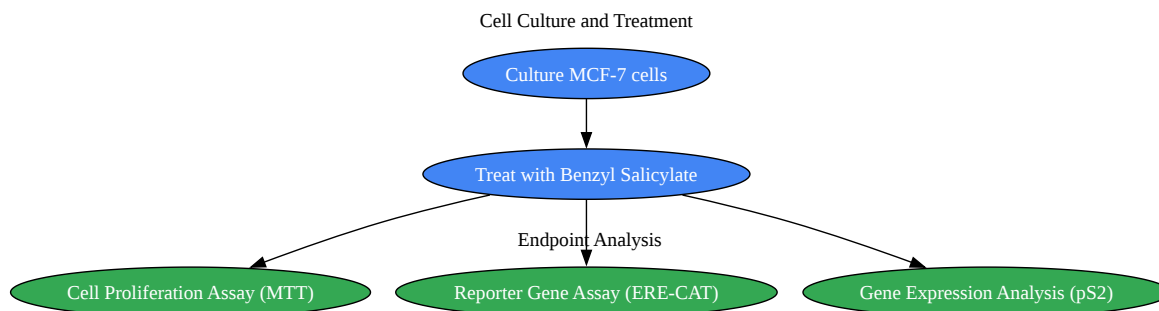 Cell Culture and Treatment
Culture MCF-7 cells
Treat with Benzyl Salicylate
Endpoint Analysis
Cell Proliferation Assay (MTT)
Reporter Gene Assay (ERE-CAT)
Gene Expression Analysis (pS2)